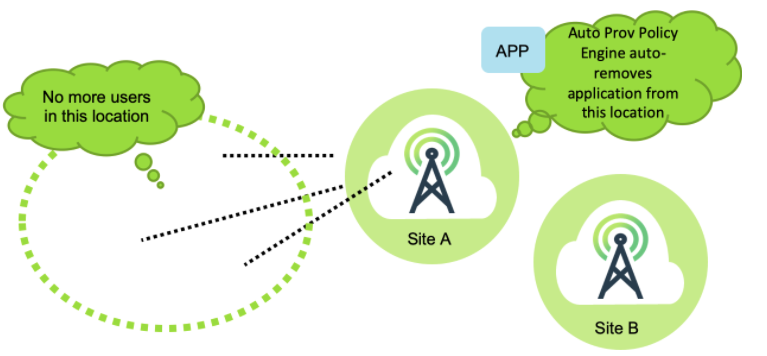 No more users
in this location
APP
Auto Prov Policy
Engine auto-
removes
application from
this location
Site A
Site B